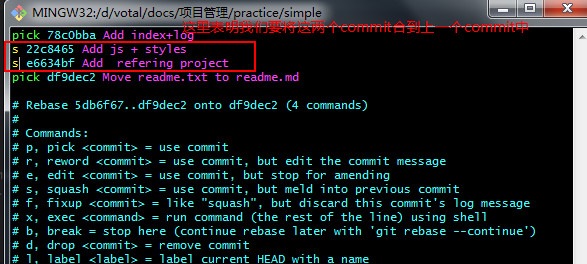 MINGW32:/d/votal/docs/项目管理/practice/simple
这里表明我们要将这两个commit合到上一个commit中
pick 78c0bba Add index+log
s 22c8465 Add js + styles
s e6634bf Add  refering project
pick df9dec2 Move readme.txt to readme.md
# Rebase 5db6f67..df9dec2 onto df9dec2 (4 commands)
#
# Commands:
# p, pick <commit> = use commit
# r, reword <commit> = use commit, but edit the commit message
# e, edit <commit> = use commit, but stop for amending
# s, squash <commit> = use commit, but meld into previous commit
# f, fixup <commit> = like "squash", but discard this commit's log message
# x, exec <command> = run command (the rest of the line) using shell
# b, break = stop here (continue rebase later with 'git rebase --continue')
# d, drop <commit> = remove commit
# l, label <label> = label current HEAD with a name